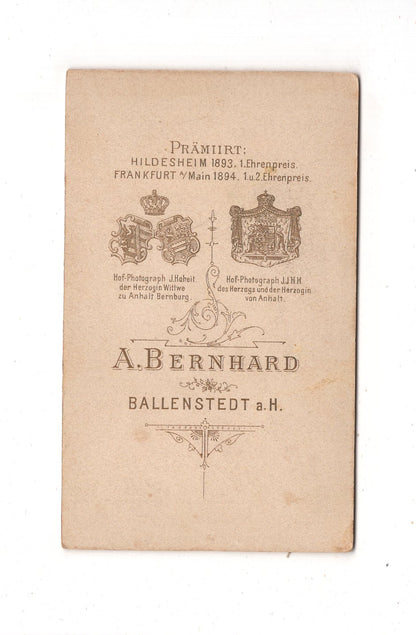 PRÄMIIRT:
HILDESHEIM 1893. 1. Ehrenpreis.
FRANKFURT a/Main 1894. 1 u. 2. Ehrenpreis.
Hof-Photograph J. Hoheit
der Herzogin Wittwe
zu Anhalt Bernburg.
Hof-Photograph J.J.H.H.
des Herzogs und der Herzogin
von Anhalt.
A. BERNHARD
BALLENSTEDT a. H.